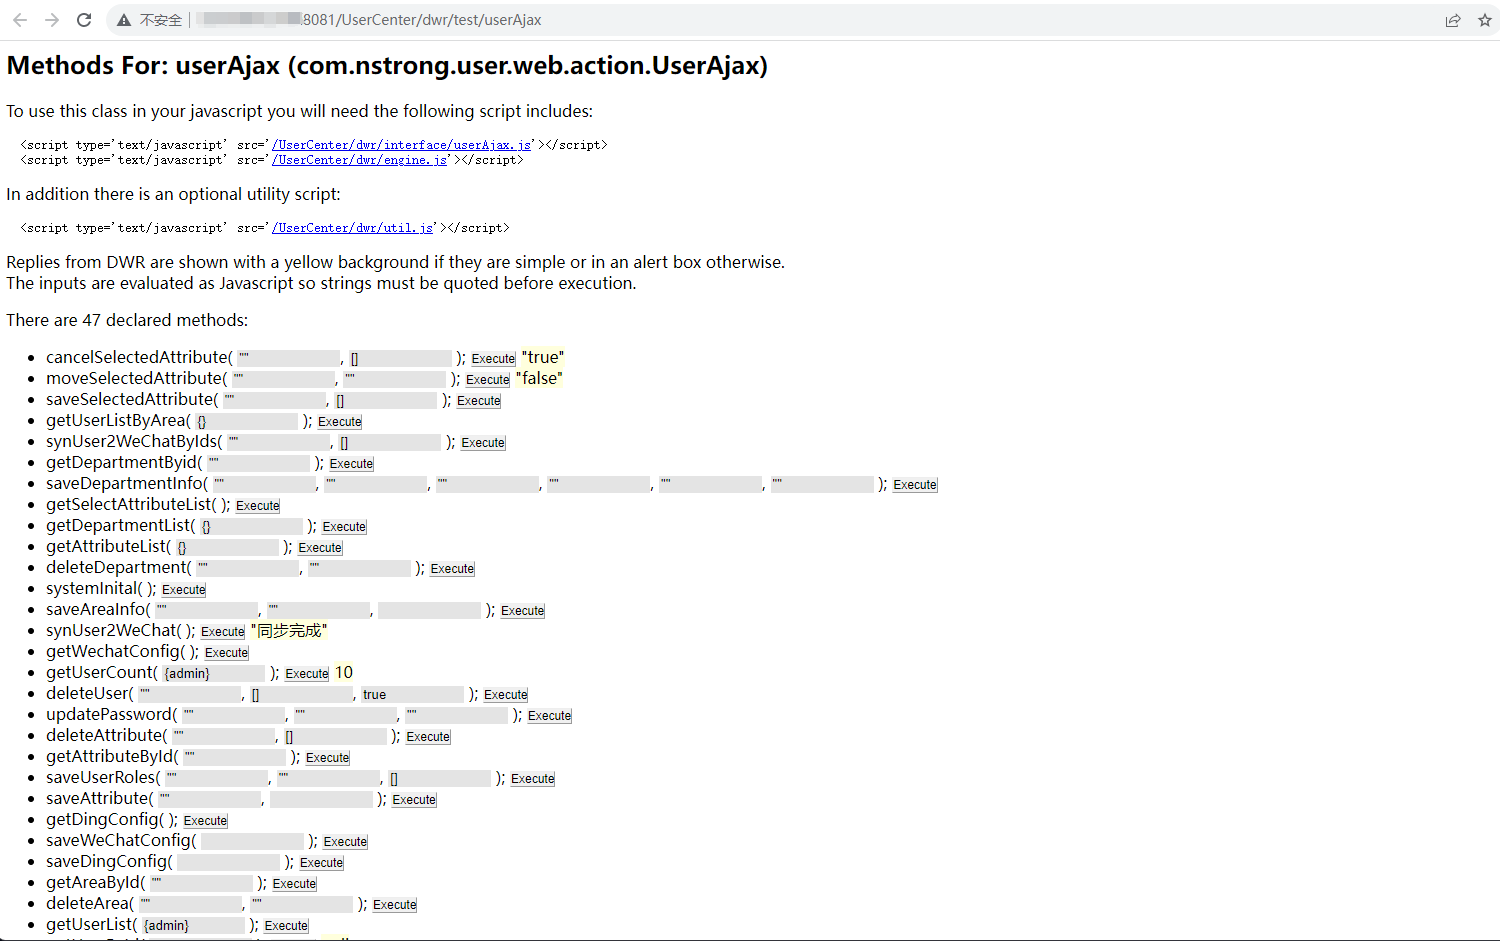 不安全 | :8081/UserCenter/dwr/test/userAjax
Methods For: userAjax (com.nstrong.user.web.action.UserAjax)
To use this class in your javascript you will need the following script includes:
<script type='text/javascript' src='/UserCenter/dwr/interface/userAjax.js'></script>
<script type='text/javascript' src='/UserCenter/dwr/engine.js'></script>
In addition there is an optional utility script:
<script type='text/javascript' src='/UserCenter/dwr/util.js'></script>
Replies from DWR are shown with a yellow background if they are simple or in an alert box otherwise.
The inputs are evaluated as Javascript so strings must be quoted before execution.
There are 47 declared methods:
• cancelSelectedAttribute( "" , [] ); Execute "true"
• moveSelectedAttribute( "" , "" ); Execute "false"
• saveSelectedAttribute( "" , [] ); Execute
• getUserListByArea( {} ); Execute
• synUser2WeChatByIds( "" , [] ); Execute
• getDepartmentByid( "" ); Execute
• saveDepartmentInfo( "" , "" , "" , "" , "" , "" ); Execute
• getSelectAttributeList( ); Execute
• getDepartmentList( {} ); Execute
• getAttributeList( {} ); Execute
• deleteDepartment( "" , "" ); Execute
• systemInital( ); Execute
• saveAreaInfo( "" , "" , ); Execute
• synUser2WeChat( ); Execute "同步完成"
• getWechatConfig( ); Execute
• getUserCount( {admin} ); Execute 10
• deleteUser( "" , [] , true ); Execute
• updatePassword( "" , "" , "" ); Execute
• deleteAttribute( "" , [] ); Execute
• getAttributeById( "" ); Execute
• saveUserRoles( "" , "" , [] ); Execute
• saveAttribute( "" , ); Execute
• getDingConfig( ); Execute
• saveWeChatConfig( ); Execute
• saveDingConfig( ); Execute
• getAreaById( "" ); Execute
• deleteArea( "" , "" ); Execute
• getUserList( {admin} ); Execute